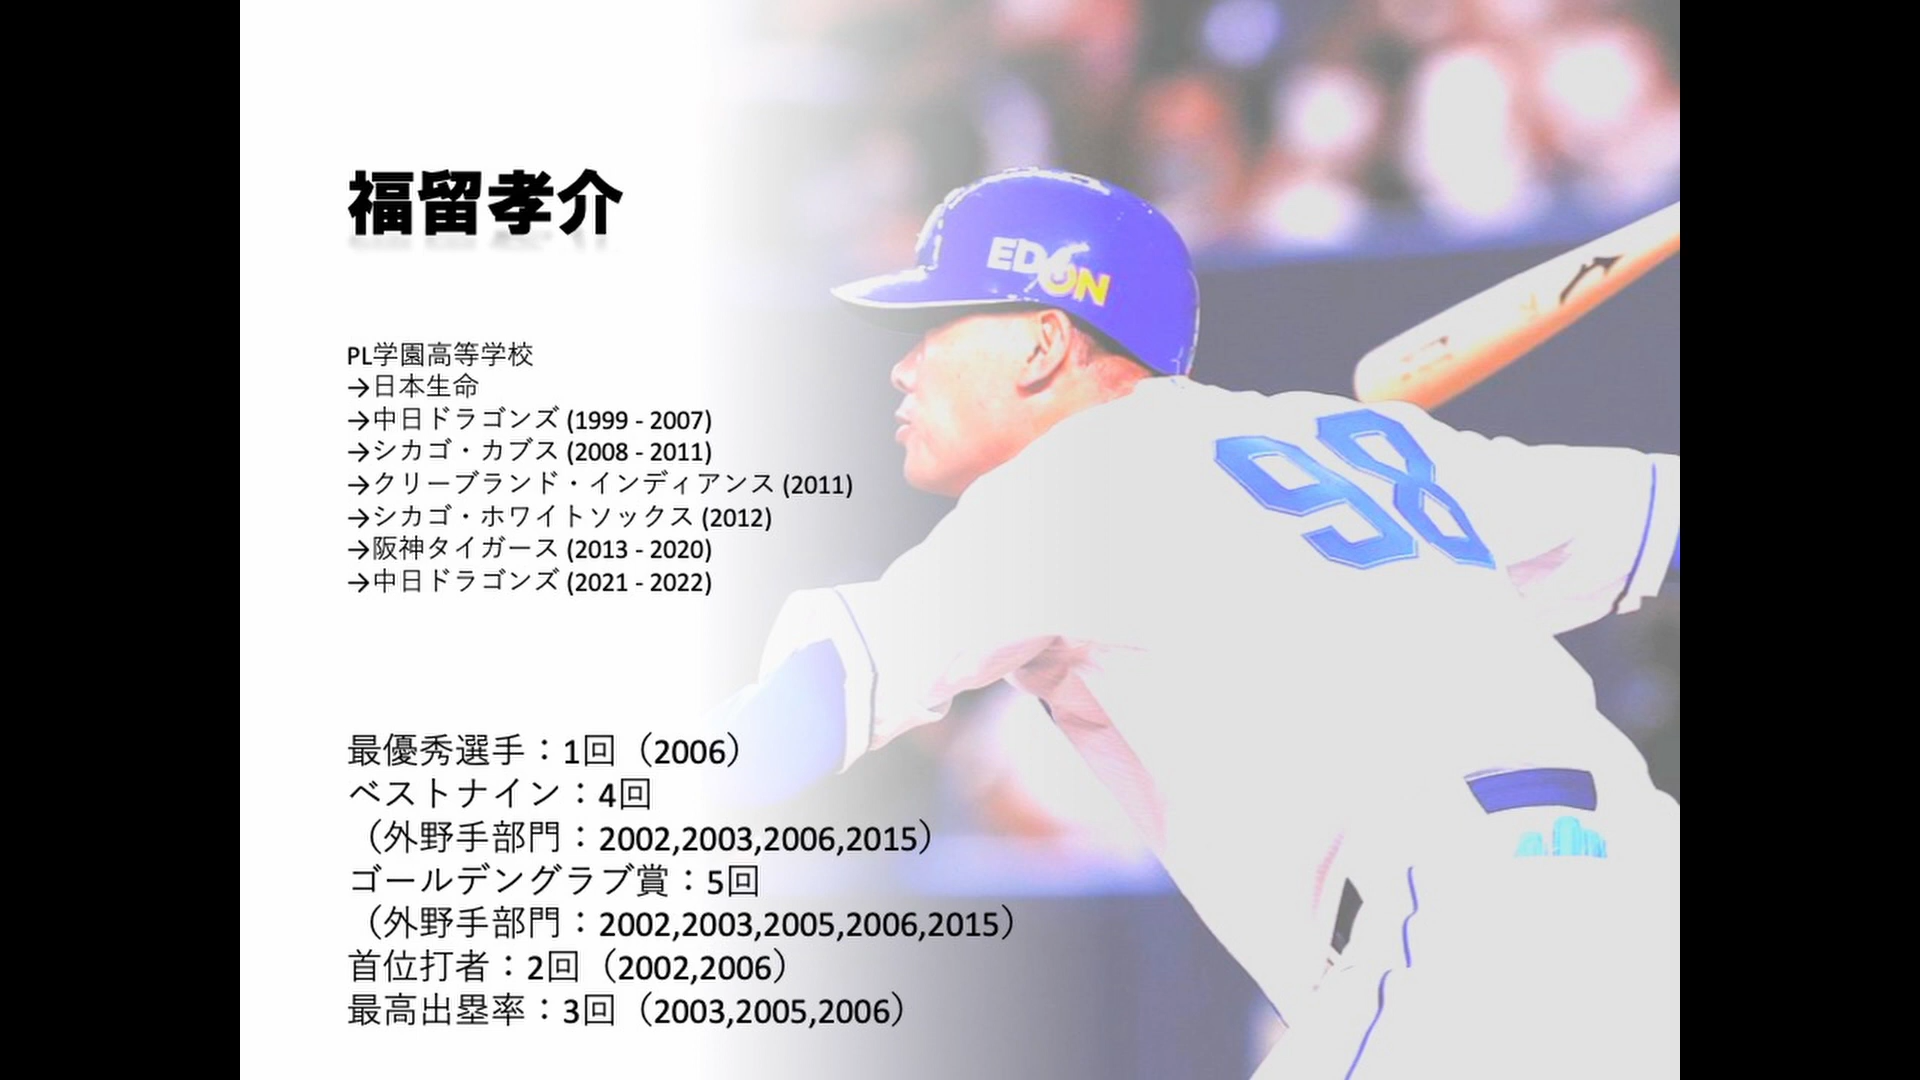 福留孝介
PL学園高等学校
→日本生命
→中日ドラゴンズ (1999 - 2007)
→シカゴ・カブス (2008 - 2011)
→クリーブランド・インディアンス (2011)
→シカゴ・ホワイトソックス (2012)
→阪神タイガース (2013 - 2020)
→中日ドラゴンズ (2021 - 2022)
最優秀選手：1回（2006）
ベストナイン：4回
（外野手部門：2002,2003,2006,2015）
ゴールデングラブ賞：5回
（外野手部門：2002,2003,2005,2006,2015）
首位打者：2回（2002,2006）
最高出塁率：3回（2003,2005,2006）
EDION
98